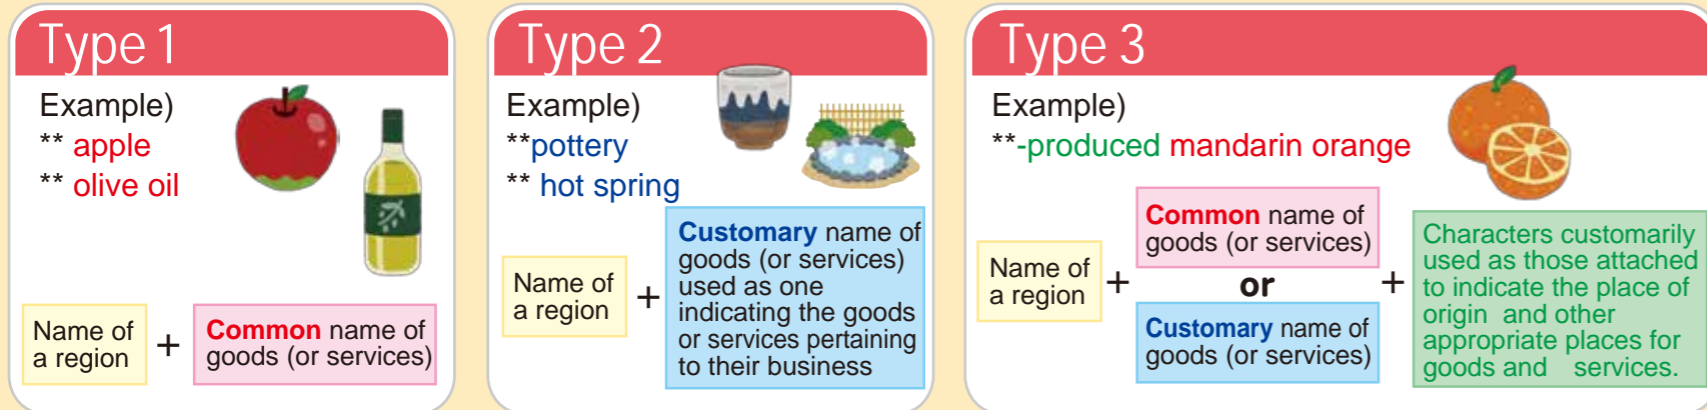 Type 1
Example)
** apple
** olive oil
Name of
a region
+
Common name of
goods (or services)
Type 2
Example)
**pottery
** hot spring
Name of
a region
+
Customary name of
goods (or services)
used as one
indicating the goods
or services pertaining
to their business
Type 3
Example)
**-produced mandarin orange
Name of
a region
+
Common name of
goods (or services)
or
Customary name of
goods (or services)
+
Characters customarily
used as those attached
to indicate the place of
origin and other
appropriate places for
goods and services.